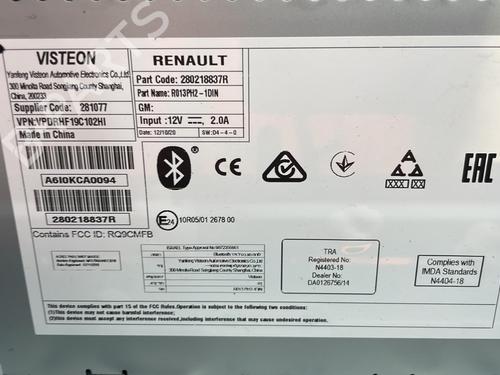 VISTEON
Yanfeng Visteon Automotive Electronics Co.,Ltd.
300 Minolta Road Songjiang County Shanghai,
China, 200233
Supplier Code: 281077
VPN:VPDRHF19C102HI
Made in China
RENAULT
Part Code: 280218837R
Part Name: R013PH2-1DIN
GM:
Input:12V 2.0A
Date: 12/10/20 SW:04-4-0
A6I0KCA0094
280218837R
CE
EAC
E24 10R05/01 2678 00
Contains FCC ID: RQ9CMFB
TRA
Registered No:
N4403-18
Dealer No:
DA0126756/14
Complies with
IMDA Standards
N4404-18
This device complies with part 15 of the FCC Rules.Operation is subject to the following two conditions:
(1) This device may not cause harmful interference, and
(2) This device must accept any interference received,including interference that may cause undesired operation.